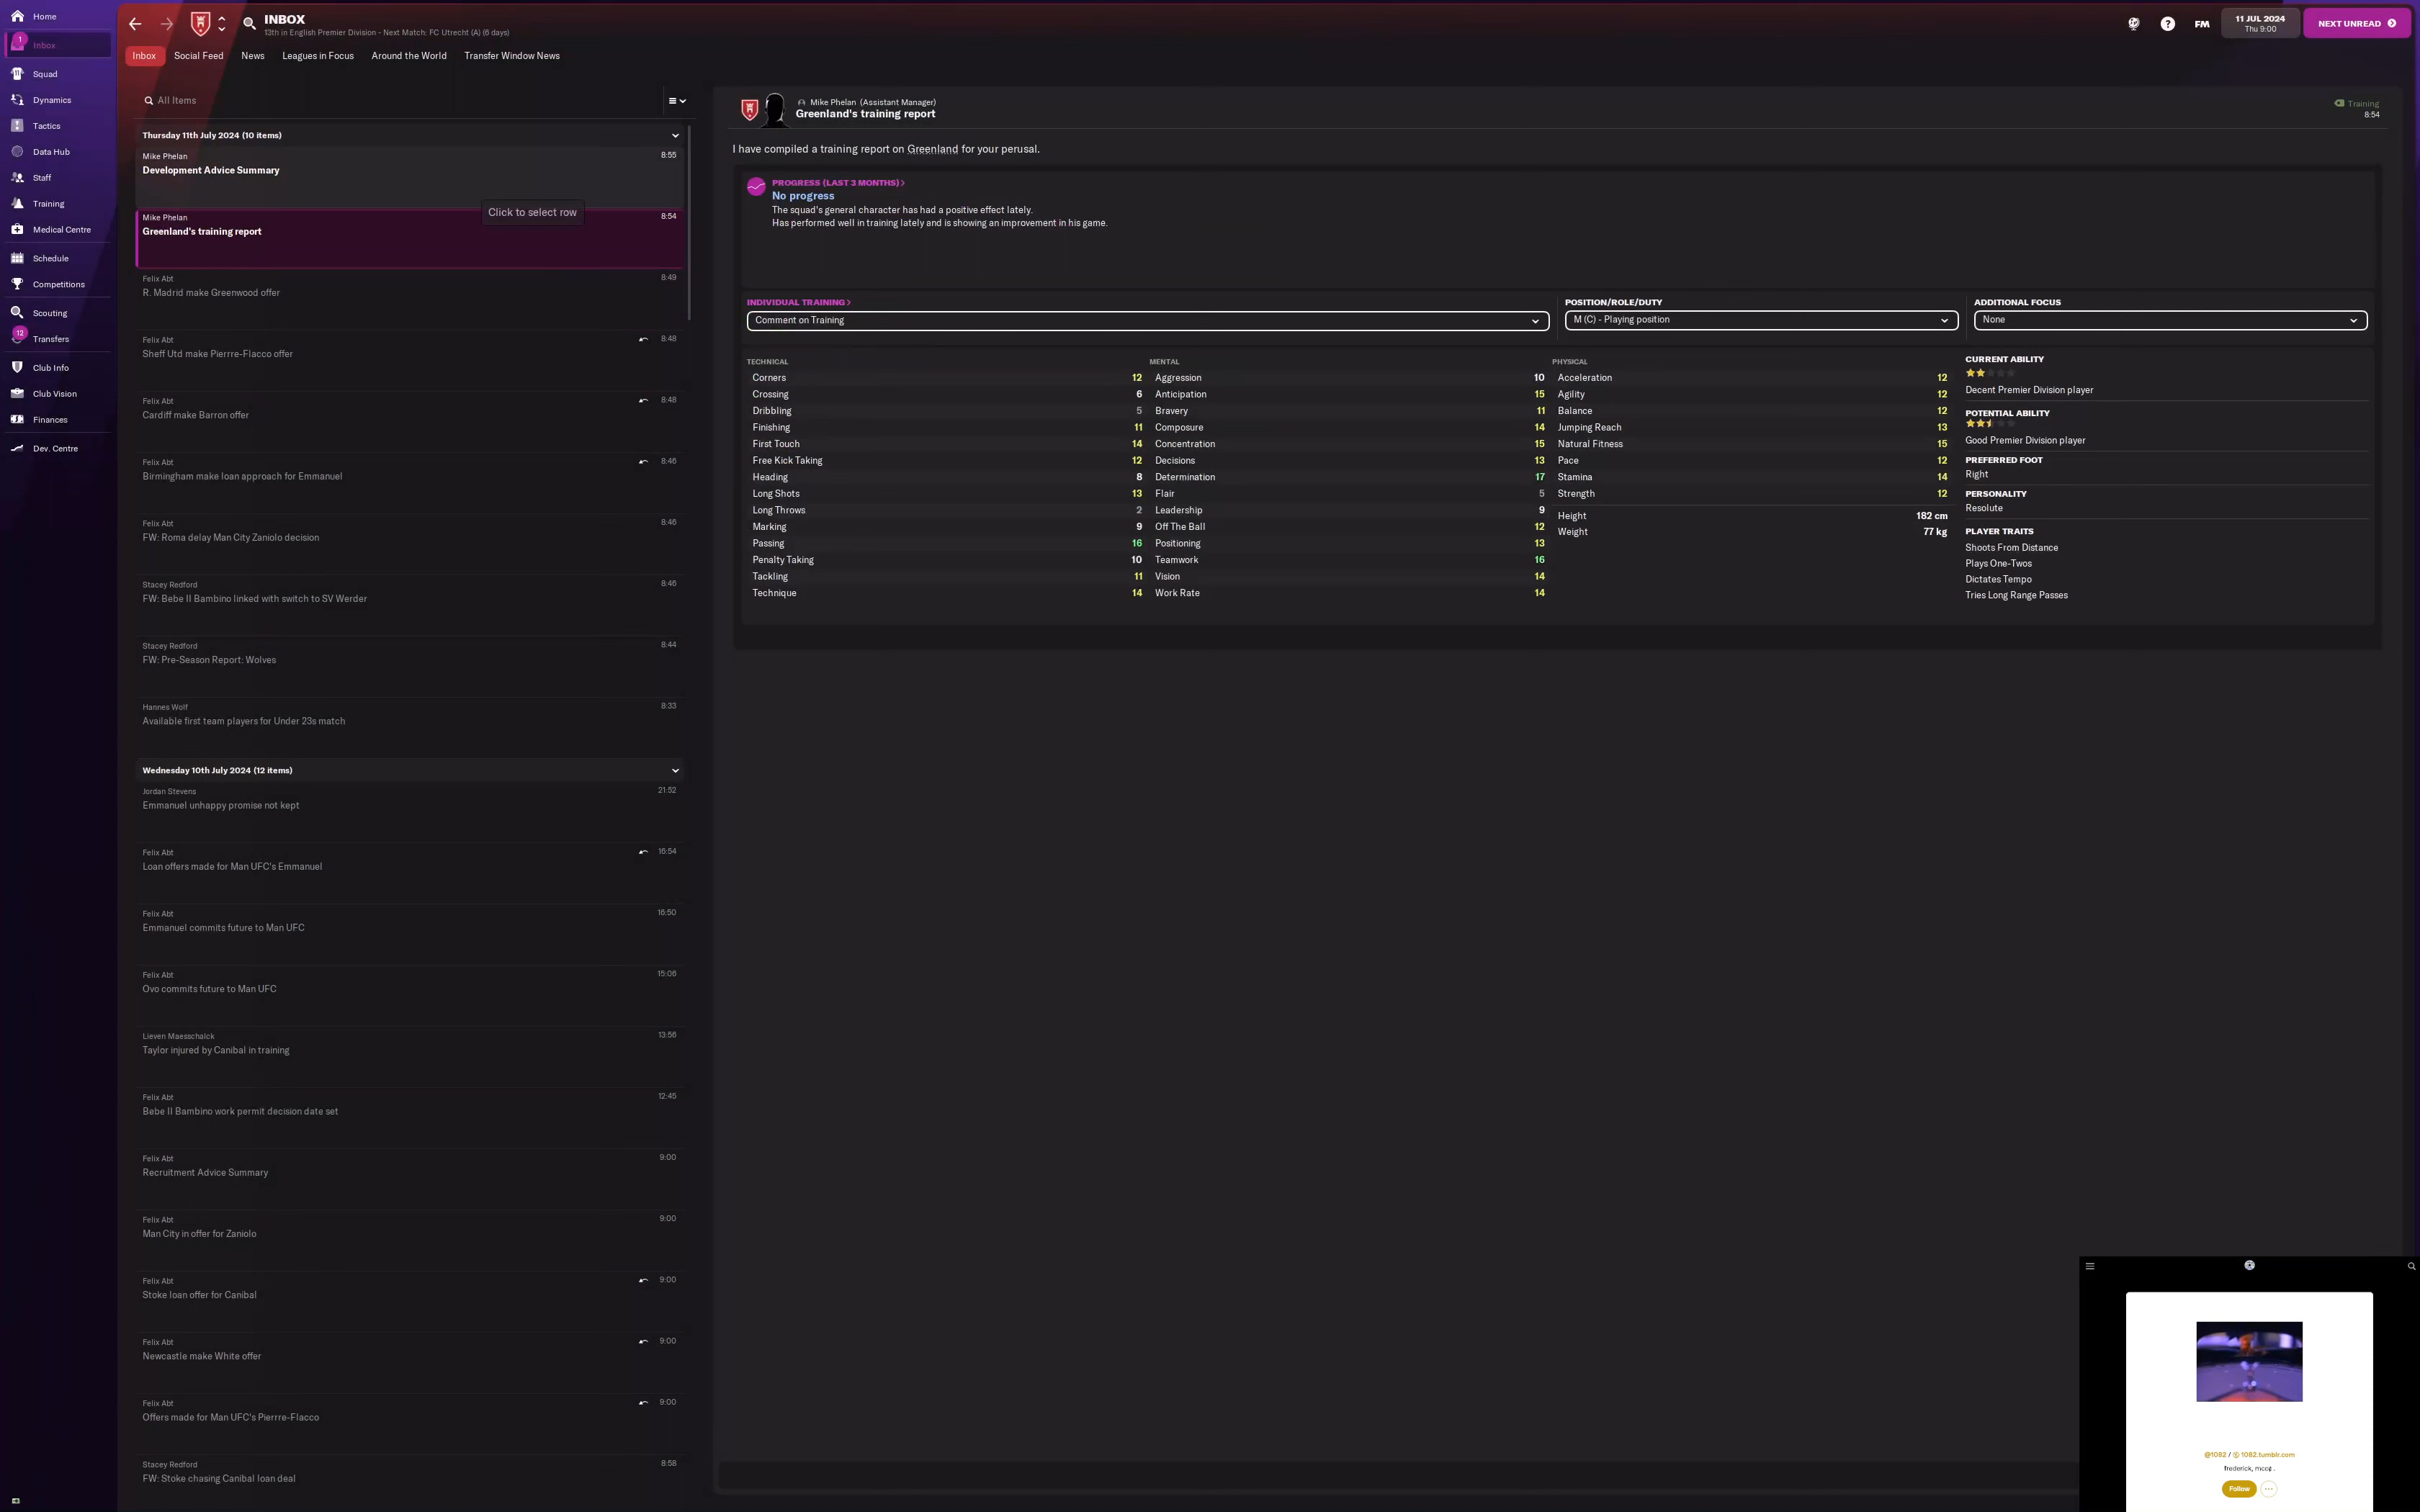 Home
1
Inbox
Squad
Dynamics
Tactics
Data Hub
Staff
Training
Medical Centre
Schedule
Competitions
Scouting
12
Transfers
Club Info
Club Vision
Finances
Dev. Centre
INBOX
13th in English Premier Division - Next Match: FC Utrecht (A) (6 days)
FM
11 JUL 2024
Thu 9:00
NEXT UNREAD
Inbox Social Feed News Leagues in Focus Around the World Transfer Window News
All Items
Thursday 11th July 2024 (10 items)
Mike Phelan 8:55
Development Advice Summary
Click to select row
Mike Phelan 8:54
Greenland's training report
Felix Abt 8:49
R. Madrid make Greenwood offer
Felix Abt 8:48
Sheff Utd make Pierrre-Flacco offer
Felix Abt 8:48
Cardiff make Barron offer
Felix Abt 8:46
Birmingham make loan approach for Emmanuel
Felix Abt 8:46
FW: Roma delay Man City Zaniolo decision
Stacey Redford 8:46
FW: Bebe II Bambino linked with switch to SV Werder
Stacey Redford 8:44
FW: Pre-Season Report: Wolves
Hannes Wolf 8:33
Available first team players for Under 23s match
Wednesday 10th July 2024 (12 items)
Jordan Stevens 21:52
Emmanuel unhappy promise not kept
Felix Abt 16:54
Loan offers made for Man UFC's Emmanuel
Felix Abt 16:50
Emmanuel commits future to Man UFC
Felix Abt 15:06
Ovo commits future to Man UFC
Lieven Maesschalck 13:56
Taylor injured by Canibal in training
Felix Abt 12:45
Bebe II Bambino work permit decision date set
Felix Abt 9:00
Recruitment Advice Summary
Felix Abt 9:00
Man City in offer for Zaniolo
Felix Abt 9:00
Stoke loan offer for Canibal
Felix Abt 9:00
Newcastle make White offer
Felix Abt 9:00
Offers made for Man UFC's Pierrre-Flacco
Stacey Redford 8:58
FW: Stoke chasing Canibal loan deal
Mike Phelan (Assistant Manager)
Greenland's training report
Training
8:54
I have compiled a training report on Greenland for your perusal.
PROGRESS (LAST 3 MONTHS) >
No progress
The squad's general character has had a positive effect lately.
Has performed well in training lately and is showing an improvement in his game.
INDIVIDUAL TRAINING >
Comment on Training
POSITION/ROLE/DUTY
M (C) - Playing position
ADDITIONAL FOCUS
None
TECHNICAL
Corners 12
Crossing 6
Dribbling 5
Finishing 11
First Touch 14
Free Kick Taking 12
Heading 8
Long Shots 13
Long Throws 2
Marking 9
Passing 16
Penalty Taking 10
Tackling 11
Technique 14
MENTAL
Aggression 10
Anticipation 15
Bravery 11
Composure 14
Concentration 15
Decisions 13
Determination 17
Flair 5
Leadership 9
Off The Ball 12
Positioning 13
Teamwork 16
Vision 14
Work Rate 14
PHYSICAL
Acceleration 12
Agility 12
Balance 12
Jumping Reach 13
Natural Fitness 15
Pace 12
Stamina 14
Strength 12
Height 182 cm
Weight 77 kg
CURRENT ABILITY
Decent Premier Division player
POTENTIAL ABILITY
Good Premier Division player
PREFERRED FOOT
Right
PERSONALITY
Resolute
PLAYER TRAITS
Shoots From Distance
Plays One-Twos
Dictates Tempo
Tries Long Range Passes
@1082 / 1082.tumblr.com
frederick,
Follow